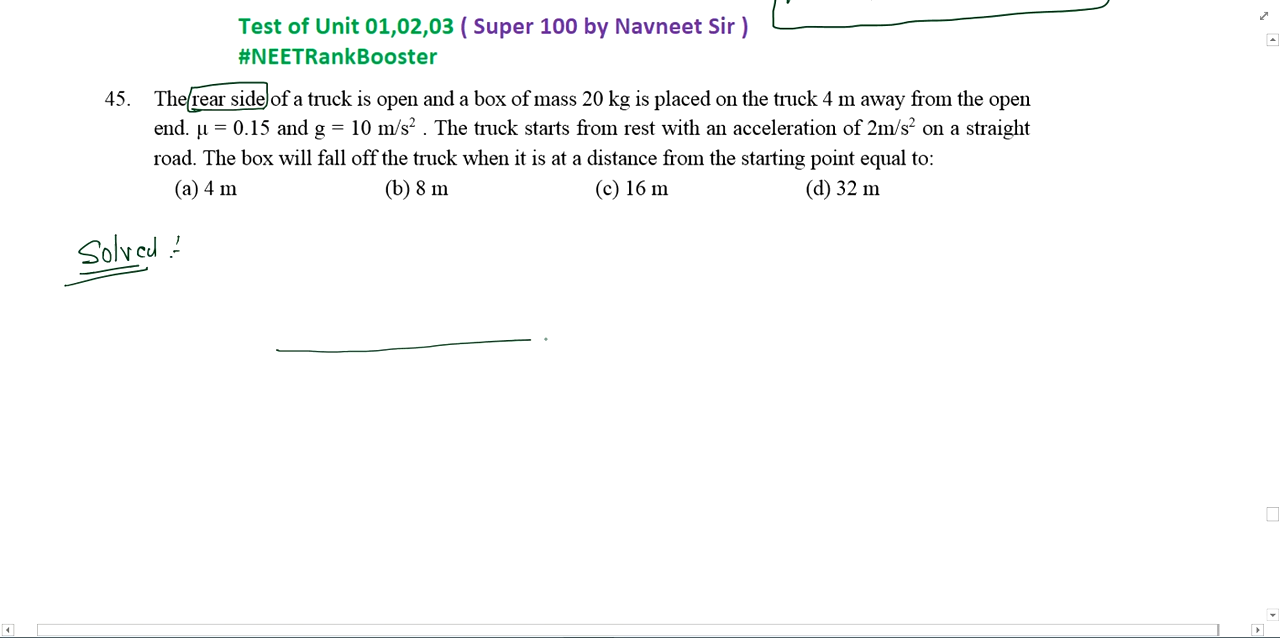 Test of Unit 01,02,03 ( Super 100 by Navneet Sir )
#NEETRankBooster
45. The rear side of a truck is open and a box of mass 20 kg is placed on the truck 4 m away from the open
end. μ = 0.15 and g = 10 m/s² . The truck starts from rest with an acceleration of 2m/s² on a straight
road. The box will fall off the truck when it is at a distance from the starting point equal to:
(a) 4 m (b) 8 m (c) 16 m (d) 32 m
Solved :-